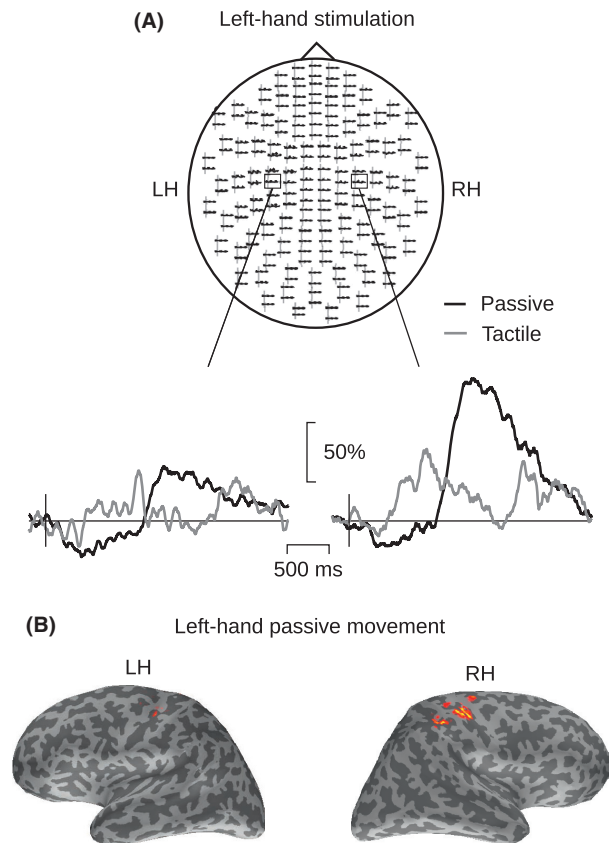 (A) Left-hand stimulation
LH RH
Passive
Tactile
50%
500 ms
(B) Left-hand passive movement
LH RH